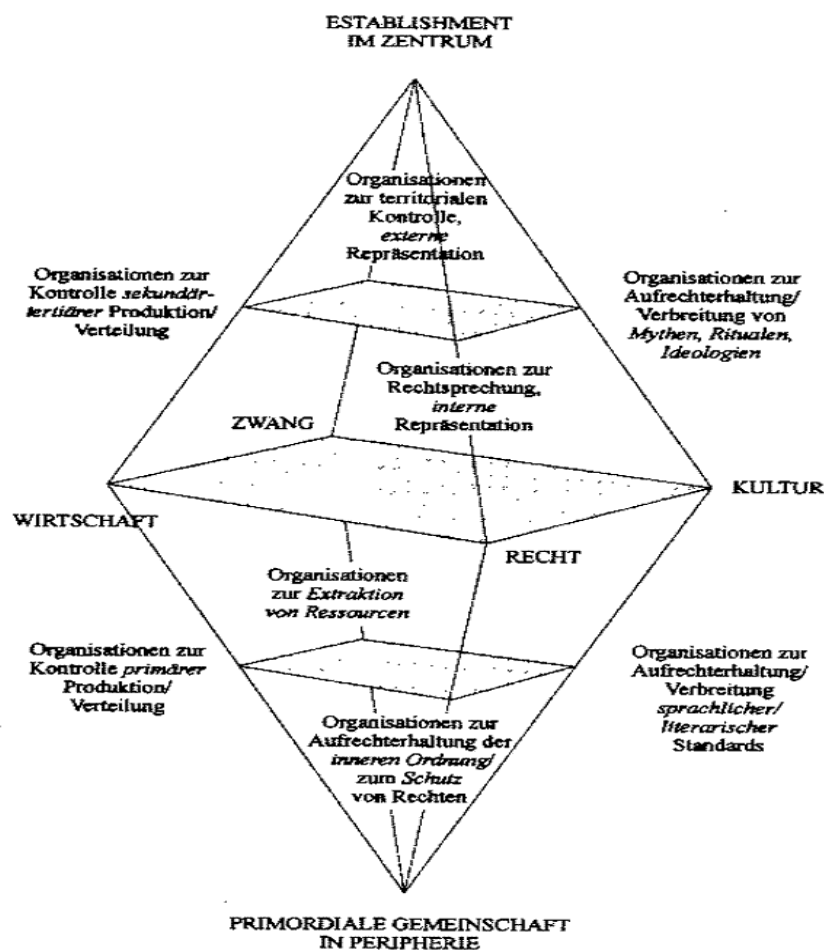 ESTABLISHMENT
IM ZENTRUM
Organisationen
zur territorialen
Kontrolle,
externe
Repräsentation
Organisationen zur
Kontrolle sekundär-
tertiärer Produktion/
Verteilung
Organisationen zur
Aufrechterhaltung/
Verbreitung von
Mythen, Ritualen,
Ideologien
Organisationen zur
Rechtsprechung,
interne
Repräsentation
ZWANG
KULTUR
WIRTSCHAFT
RECHT
Organisationen
zur Extraktion
von Ressourcen
Organisationen zur
Kontrolle primärer
Produktion/
Verteilung
Organisationen zur
Aufrechterhaltung/
Verbreitung
sprachlicher/
literarischer
Standards
Organisationen zur
Aufrechterhaltung der
inneren Ordnung/
zum Schutz
von Rechten
PRIMORDIALE GEMEINSCHAFT
IN PERIPHERIE